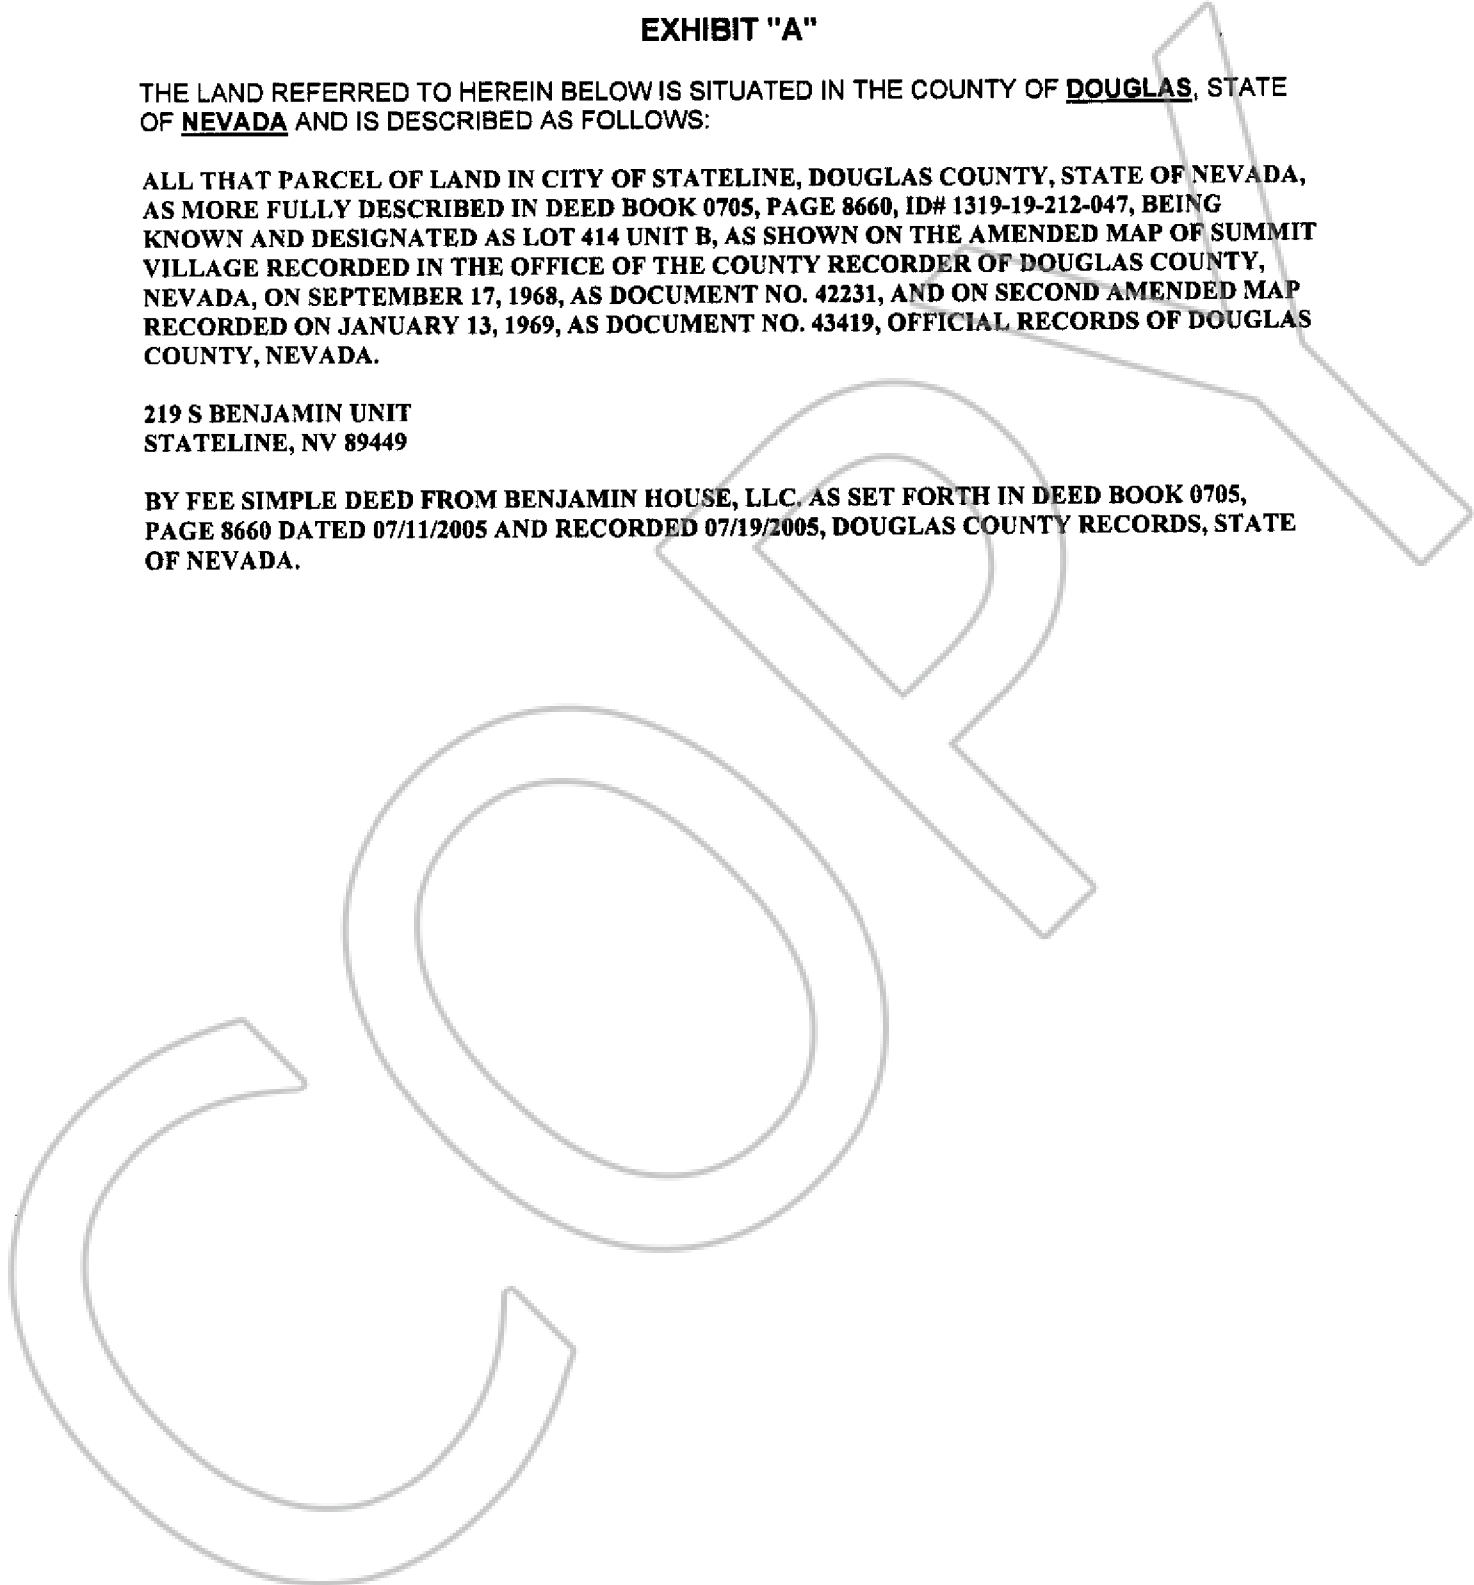 EXHIBIT "A"
THE LAND REFERRED TO HEREIN BELOW IS SITUATED IN THE COUNTY OF DOUGLAS, STATE
OF NEVADA AND IS DESCRIBED AS FOLLOWS:
ALL THAT PARCEL OF LAND IN CITY OF STATELINE, DOUGLAS COUNTY, STATE OF NEVADA,
AS MORE FULLY DESCRIBED IN DEED BOOK 0705, PAGE 8660, ID# 1319-19-212-047, BEING
KNOWN AND DESIGNATED AS LOT 414 UNIT B, AS SHOWN ON THE AMENDED MAP OF SUMMIT
VILLAGE RECORDED IN THE OFFICE OF THE COUNTY RECORDER OF DOUGLAS COUNTY,
NEVADA, ON SEPTEMBER 17, 1968, AS DOCUMENT NO. 42231, AND ON SECOND AMENDED MAP
RECORDED ON JANUARY 13, 1969, AS DOCUMENT NO. 43419, OFFICIAL RECORDS OF DOUGLAS
COUNTY, NEVADA.
219 S BENJAMIN UNIT
STATELINE, NV 89449
BY FEE SIMPLE DEED FROM BENJAMIN HOUSE, LLC. AS SET FORTH IN DEED BOOK 0705,
PAGE 8660 DATED 07/11/2005 AND RECORDED 07/19/2005, DOUGLAS COUNTY RECORDS, STATE
OF NEVADA.
COPY